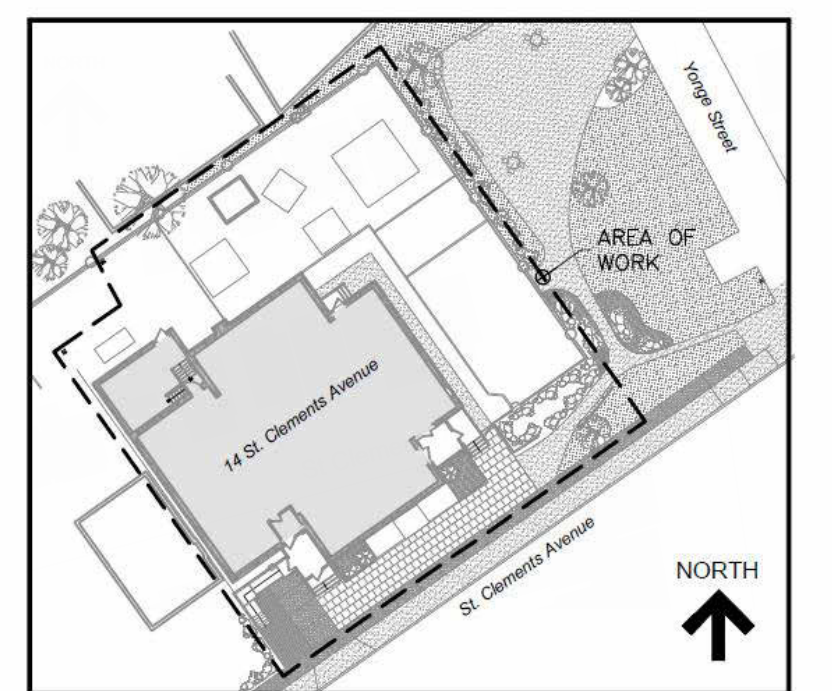 Yonge Street
AREA OF
WORK
14 St. Clements Avenue
St. Clements Avenue
NORTH